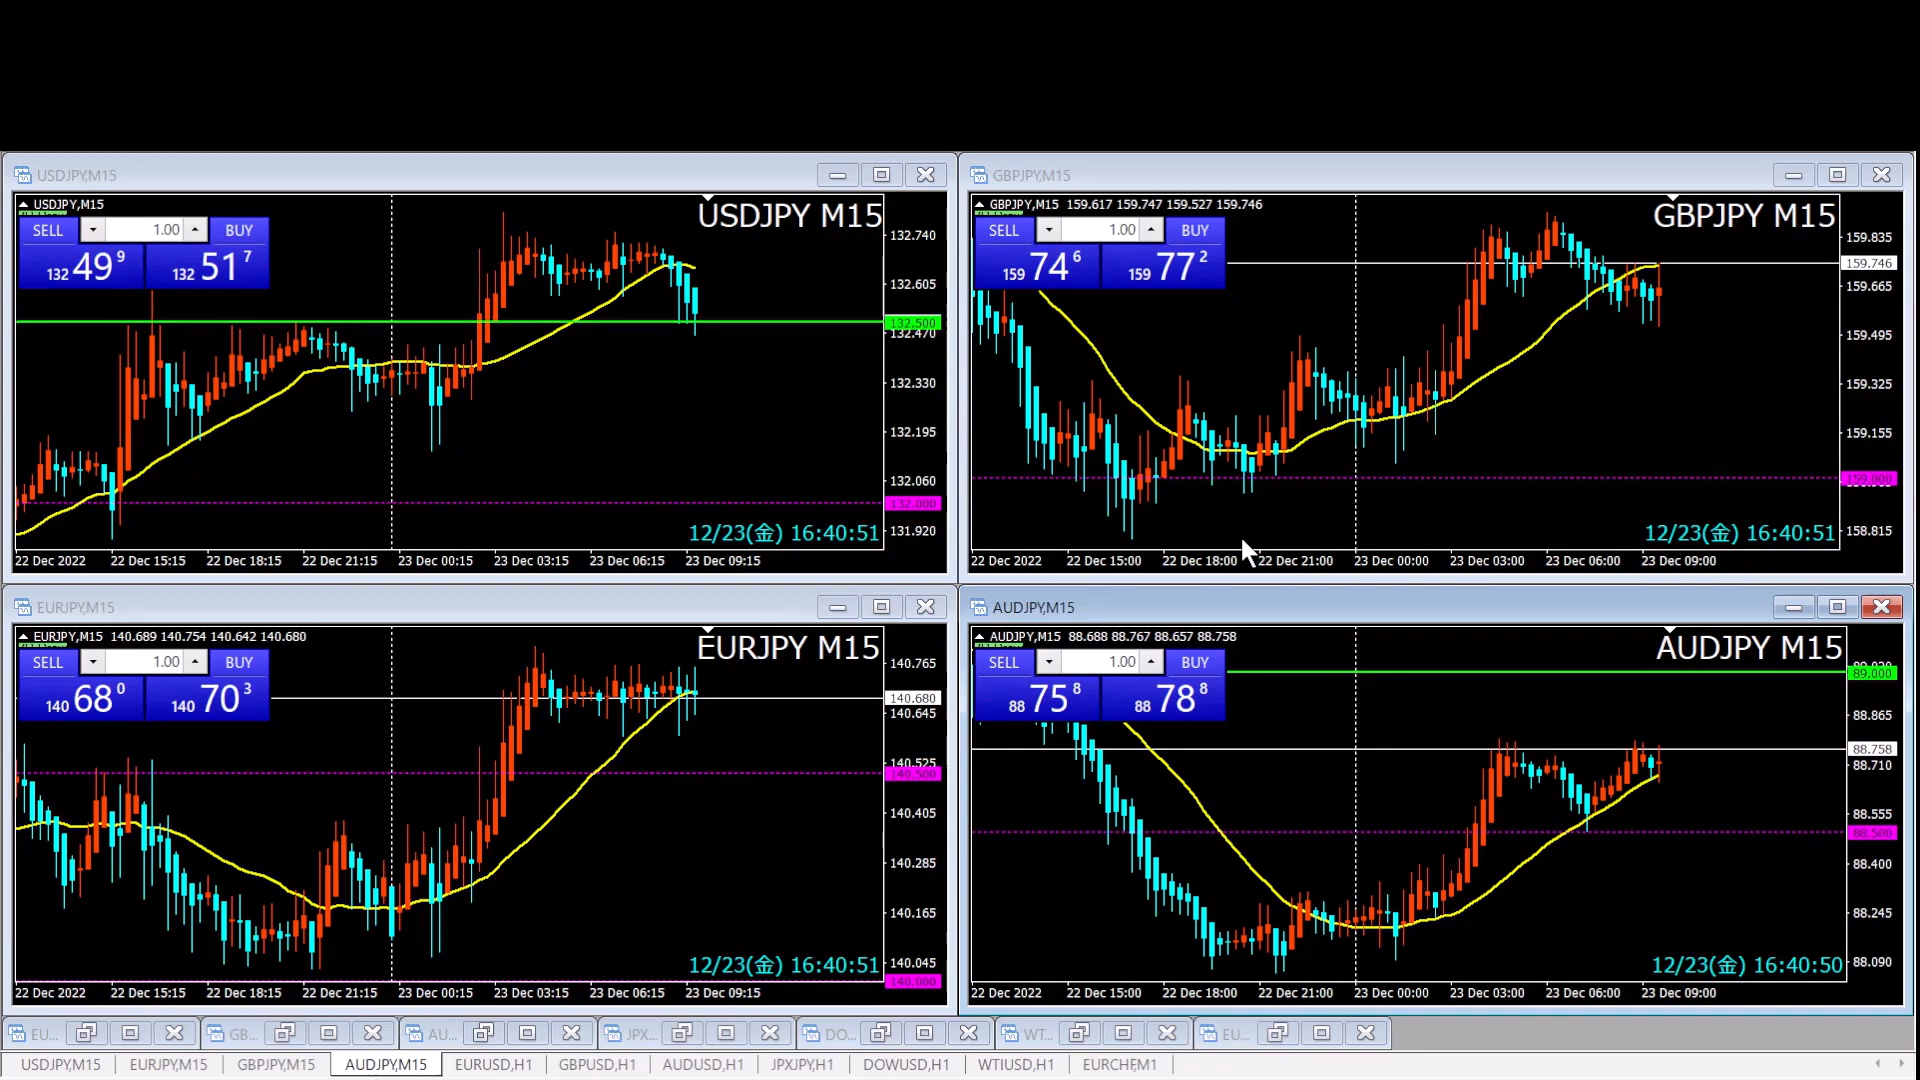 USDJPY,M15
USDJPY,M15
SELL 1.00 BUY
132 49 9 132 51 7
USDJPY M15
132.740
132.605
132.500
132.470
132.330
132.195
132.060
132.000
131.920
12/23(金) 16:40:51
22 Dec 2022 22 Dec 15:15 22 Dec 18:15 22 Dec 21:15 23 Dec 00:15 23 Dec 03:15 23 Dec 06:15 23 Dec 09:15
GBPJPY,M15
GBPJPY,M15 159.617 159.747 159.527 159.746
SELL 1.00 BUY
159 74 6 159 77 2
GBPJPY M15
159.835
159.746
159.665
159.495
159.325
159.155
159.000
158.815
12/23(金) 16:40:51
22 Dec 2022 22 Dec 15:00 22 Dec 18:00 22 Dec 21:00 23 Dec 00:00 23 Dec 03:00 23 Dec 06:00 23 Dec 09:00
EURJPY,M15
EURJPY,M15 140.689 140.754 140.642 140.680
SELL 1.00 BUY
140 68 0 140 70 3
EURJPY M15
140.765
140.680
140.645
140.525
140.500
140.405
140.285
140.165
140.045
140.000
12/23(金) 16:40:51
22 Dec 2022 22 Dec 15:15 22 Dec 18:15 22 Dec 21:15 23 Dec 00:15 23 Dec 03:15 23 Dec 06:15 23 Dec 09:15
AUDJPY,M15
AUDJPY,M15 88.688 88.767 88.657 88.758
SELL 1.00 BUY
88 75 8 88 78 8
AUDJPY M15
89.000
88.865
88.758
88.710
88.555
88.500
88.400
88.245
88.090
12/23(金) 16:40:50
22 Dec 2022 22 Dec 15:00 22 Dec 18:00 22 Dec 21:00 23 Dec 00:00 23 Dec 03:00 23 Dec 06:00 23 Dec 09:00
EU... GB... AU... JPX... DO... WT... EU...
USDJPY,M15 EURJPY,M15 GBPJPY,M15 AUDJPY,M15 EURUSD,H1 GBPUSD,H1 AUDUSD,H1 JPXJPY,H1 DOWUSD,H1 WTIUSD,H1 EURCHF,M1